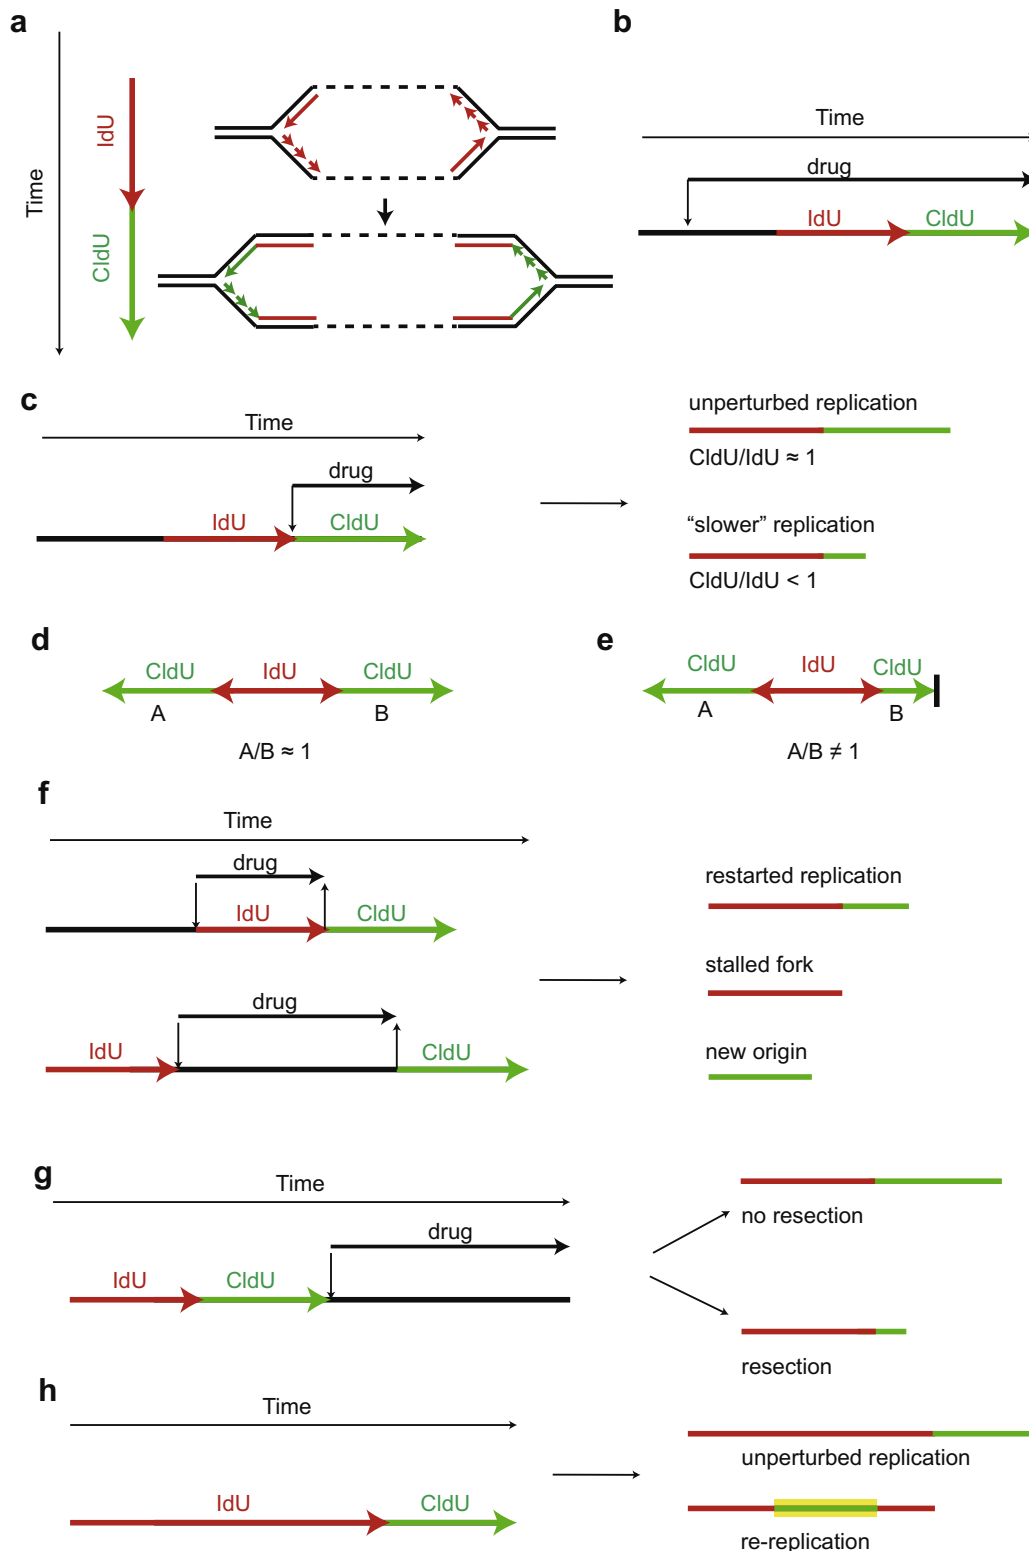 a
Time
IdU
CldU
b
Time
drug
IdU
CldU
c
Time
drug
IdU
CldU
unperturbed replication
CldU/IdU ≈ 1
“slower” replication
CldU/IdU < 1
d
CldU
IdU
CldU
A
B
A/B ≈ 1
e
CldU
IdU
CldU
A
B
A/B ≠ 1
f
Time
drug
IdU
CldU
drug
IdU
CldU
restarted replication
stalled fork
new origin
g
Time
drug
IdU
CldU
no resection
resection
h
Time
IdU
CldU
unperturbed replication
re-replication